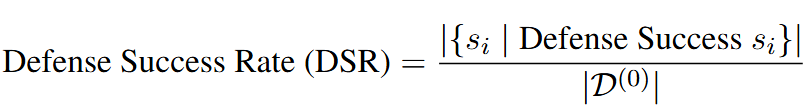 Defense Success Rate (DSR) = |{s_i | Defense Success s_i}| / |𝒟^(0)|